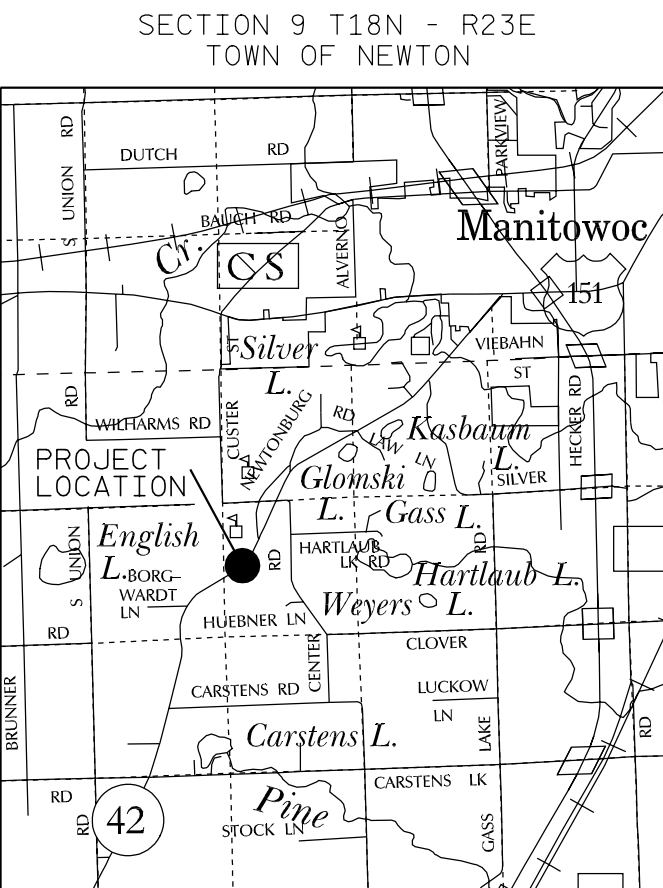 SECTION 9 T18N - R23E
TOWN OF NEWTON
RD
PARKVIEW
DUTCH RD
S UNION
BAUCH RD
Manitowoc
Cr.
ALVERNO
C S
151
ST
Silver
L.
VIEBAHN
ST
RD
WILHARMS RD
CUSTER
NEWTONBURG
RD
LAW
LN
Kasbaum
L.
HECKER RD
PROJECT
LOCATION
Glomski
L.
SILVER
Gass L.
English
L.
S UNION
RD
HARTLAUB
LK RD
RD
BORG-
WARDT
LN
Hartlaub L.
Weyers L.
HUEBNER LN
RD
CENTER
CLOVER
CARSTENS RD
LUCKOW
LN
BRUNNER
LAKE
RD
Carstens L.
CARSTENS LK
RD
RD
42
Pine
STOCK LN
GASS